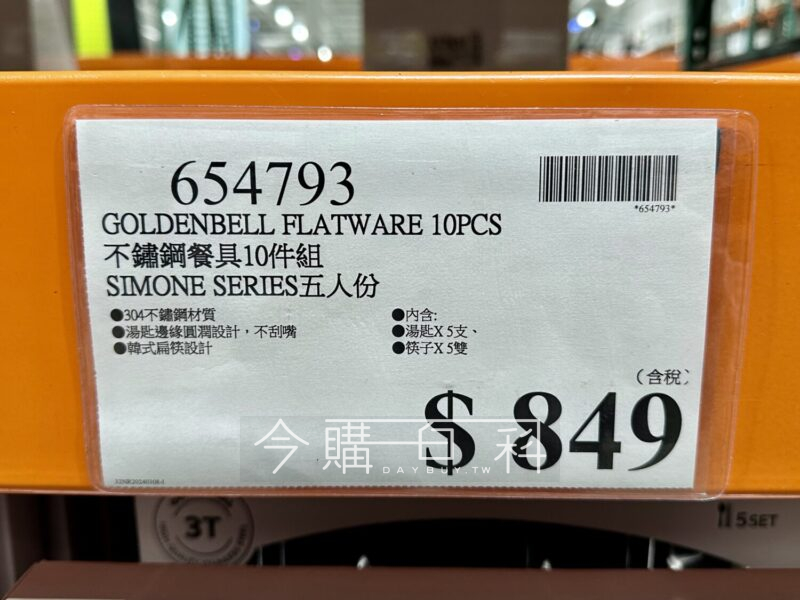 654793
*654793*
GOLDENBELL FLATWARE 10PCS
不鏽鋼餐具10件組
SIMONE SERIES五人份
●304不鏽鋼材質
●湯匙邊緣圓潤設計，不刮嘴
●韓式扁筷設計
●內含:
●湯匙X 5支、
●筷子X 5雙
（含稅）
$ 849
今購百科
DAYBUY.TW
3T
5SET